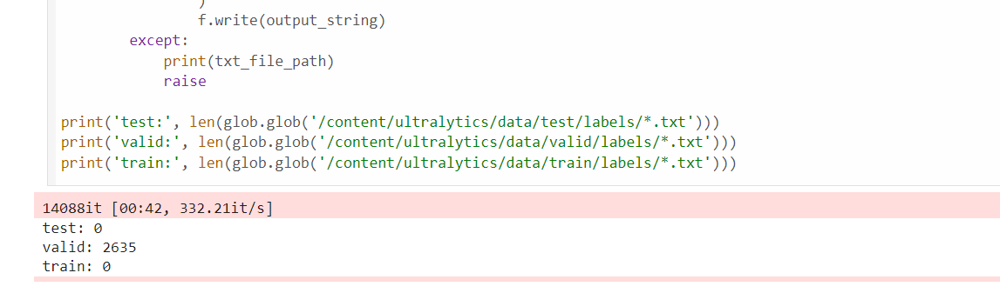 )
f.write(output_string)
except:
print(txt_file_path)
raise
print('test:', len(glob.glob('/content/ultralytics/data/test/labels/*.txt')))
print('valid:', len(glob.glob('/content/ultralytics/data/valid/labels/*.txt')))
print('train:', len(glob.glob('/content/ultralytics/data/train/labels/*.txt')))
14088it [00:42, 332.21it/s]
test: 0
valid: 2635
train: 0